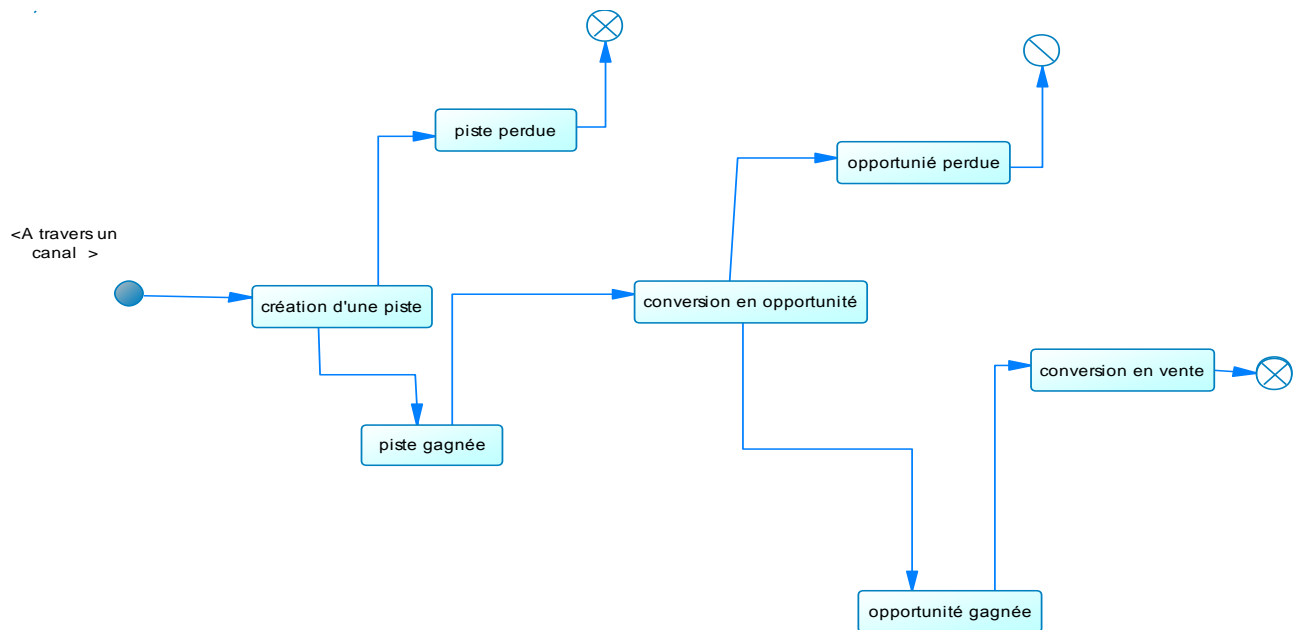 piste perdue
opportunié perdue
<A travers un
canal >
création d'une piste
conversion en opportunité
conversion en vente
piste gagnée
opportunité gagnée